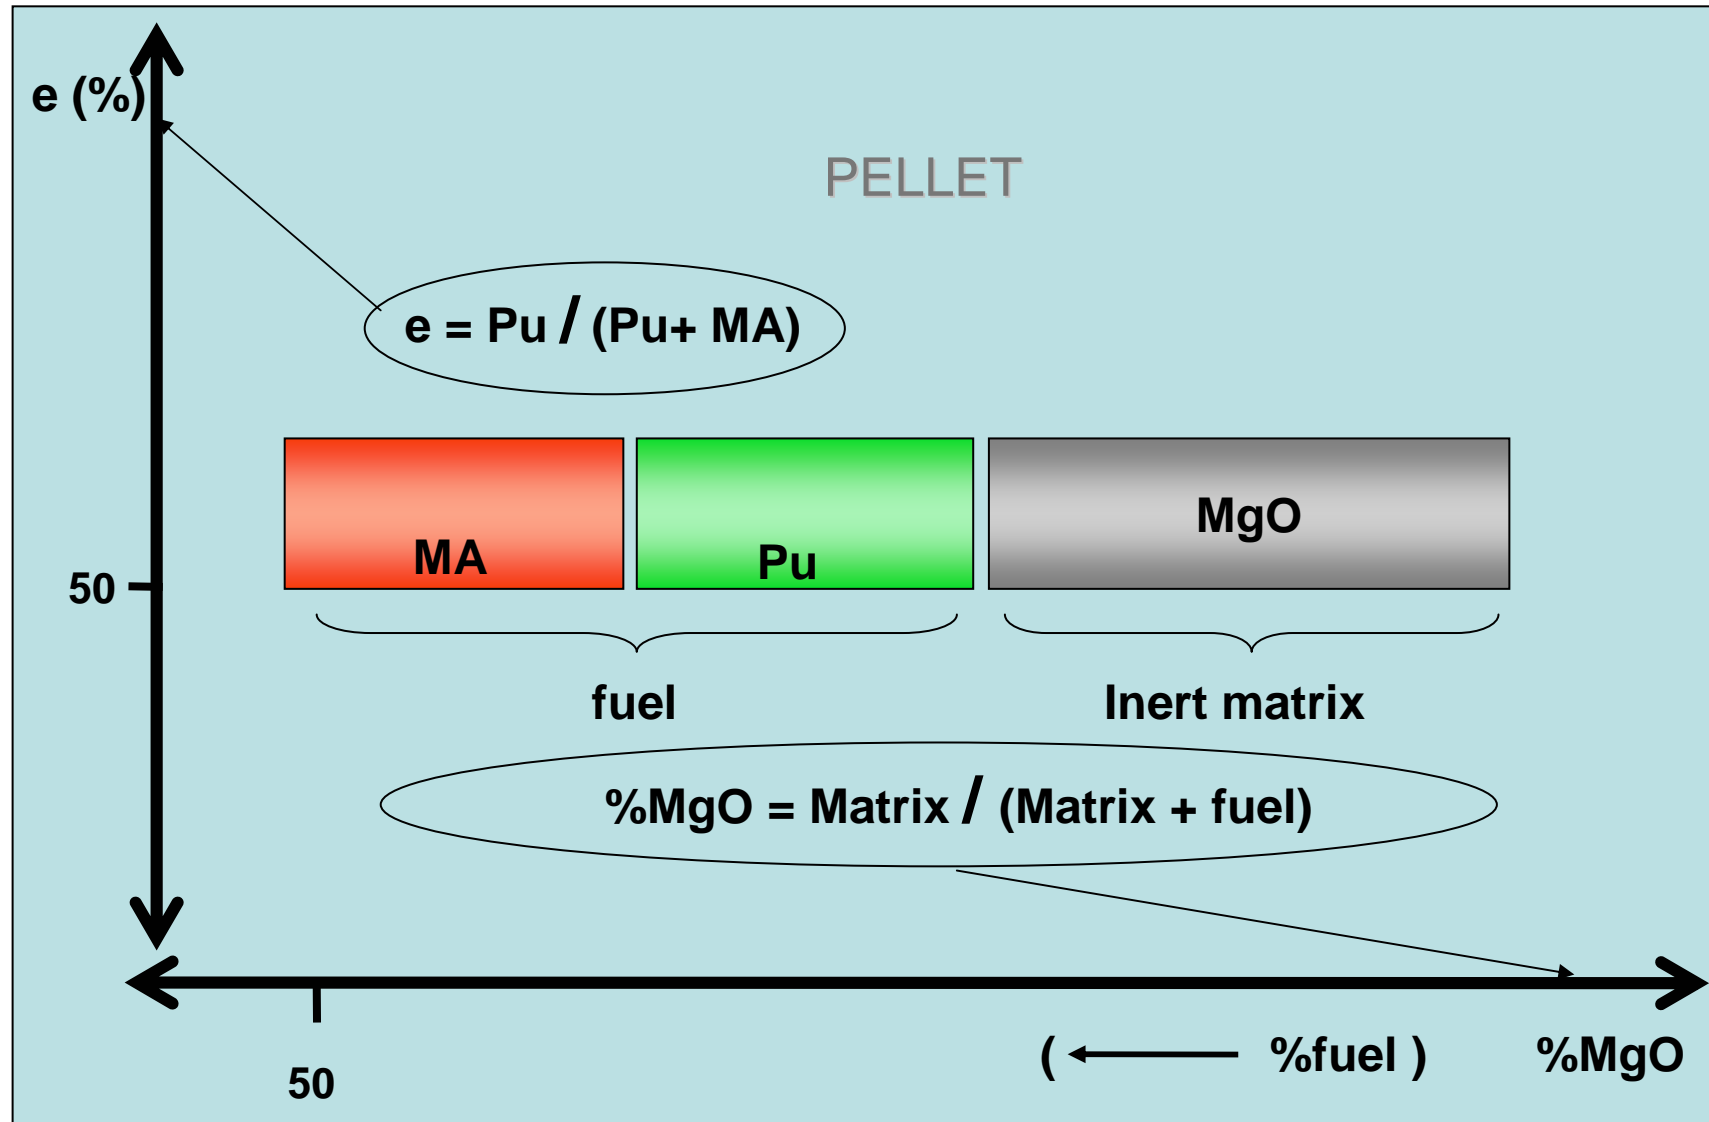 e (%)
PELLET
e = Pu / (Pu+ MA)
MA
Pu
MgO
50
fuel
Inert matrix
%MgO = Matrix / (Matrix + fuel)
50
( %fuel )
%MgO